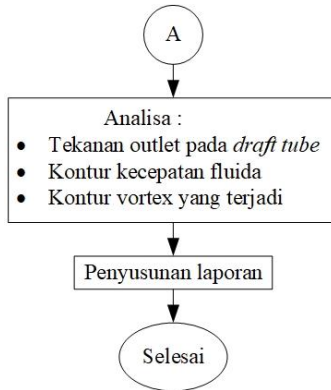 A
Analisa :
• Tekanan outlet pada draft tube
• Kontur kecepatan fluida
• Kontur vortex yang terjadi
Penyusunan laporan
Selesai